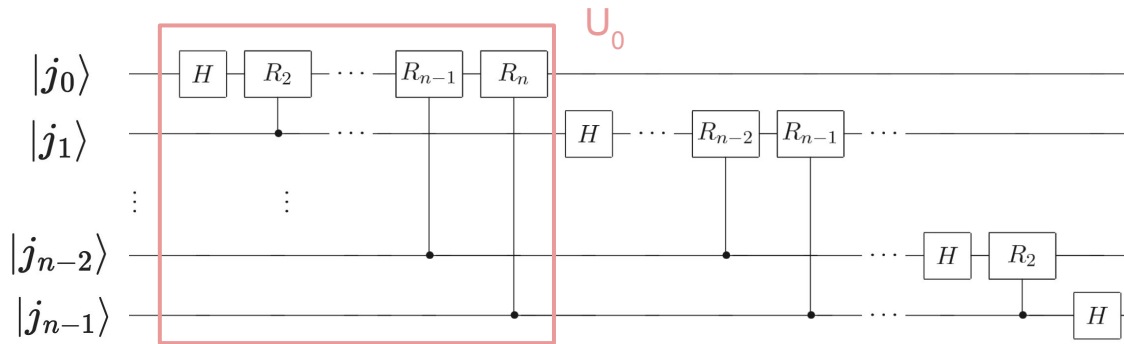 U₀
|j₀⟩ H R₂ ⋯ Rₙ₋₁ Rₙ
|j₁⟩ ⋯ H ⋯ Rₙ₋₂ Rₙ₋₁ ⋯
⋮ ⋮
|jₙ₋₂⟩ ⋯ H R₂
|jₙ₋₁⟩ ⋯ H